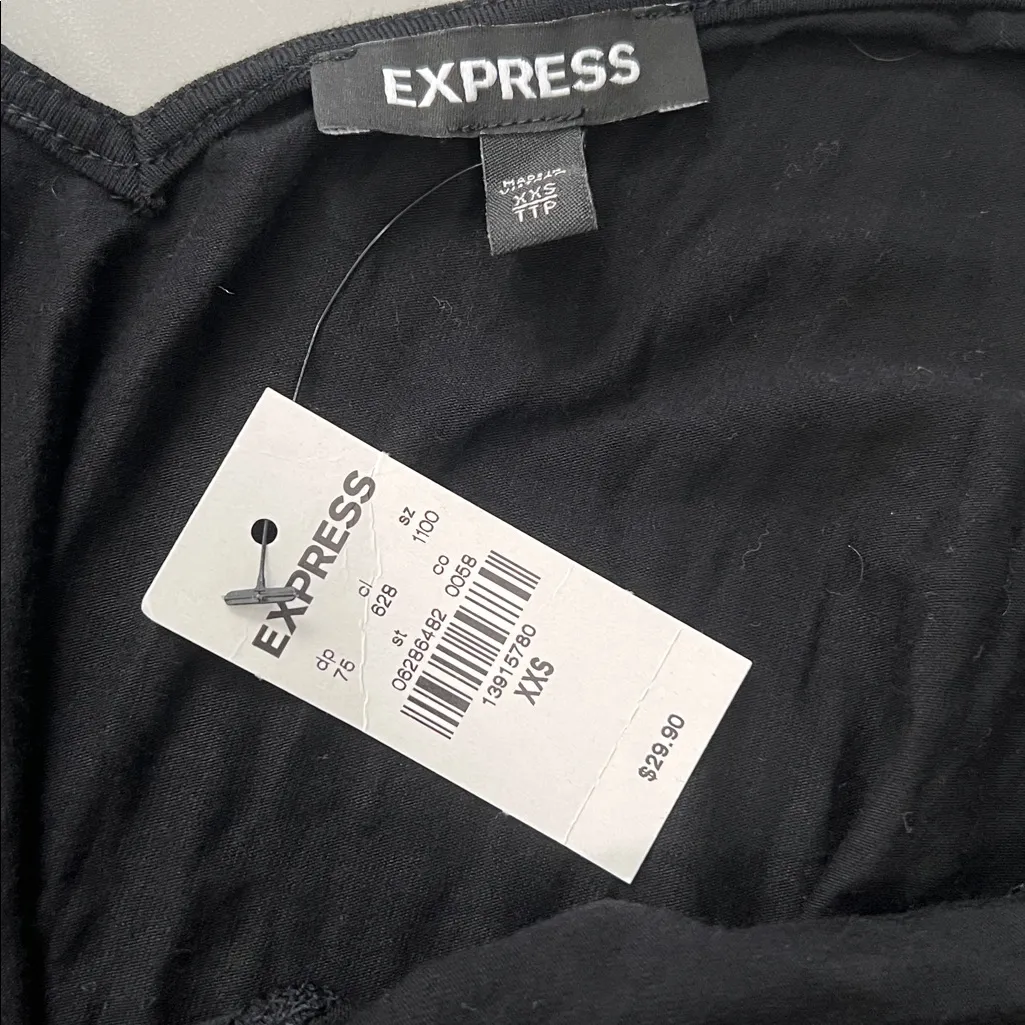 EXPRESS
XXS
TTP
EXPRESS
dp cl sz
75 628 1100
st co
06286482 0058
13915780
XXS
$29.90